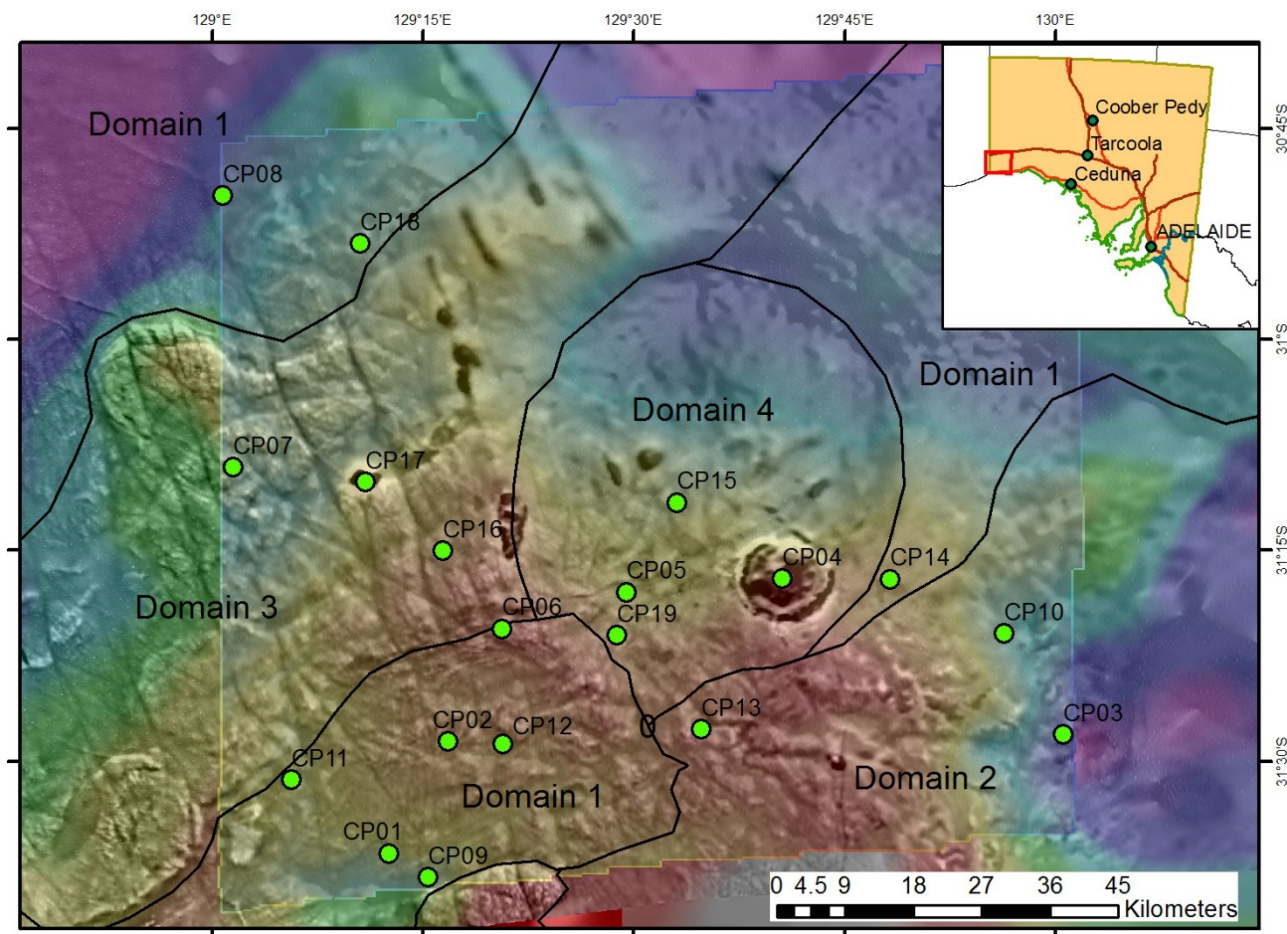 129°E
129°15'E
129°30'E
129°45'E
130°E
Domain 1
30°45'S
Coober Pedy
Tarcoola
Ceduna
ADELAIDE
CP08
CP18
31°S
Domain 1
Domain 4
CP07
CP17
CP15
CP16
31°15'S
CP04
CP14
CP05
Domain 3
CP06
CP19
CP10
CP02
CP12
CP13
CP03
31°30'S
CP11
Domain 1
Domain 2
CP01
CP09
0 4.5 9 18 27 36 45
Kilometers